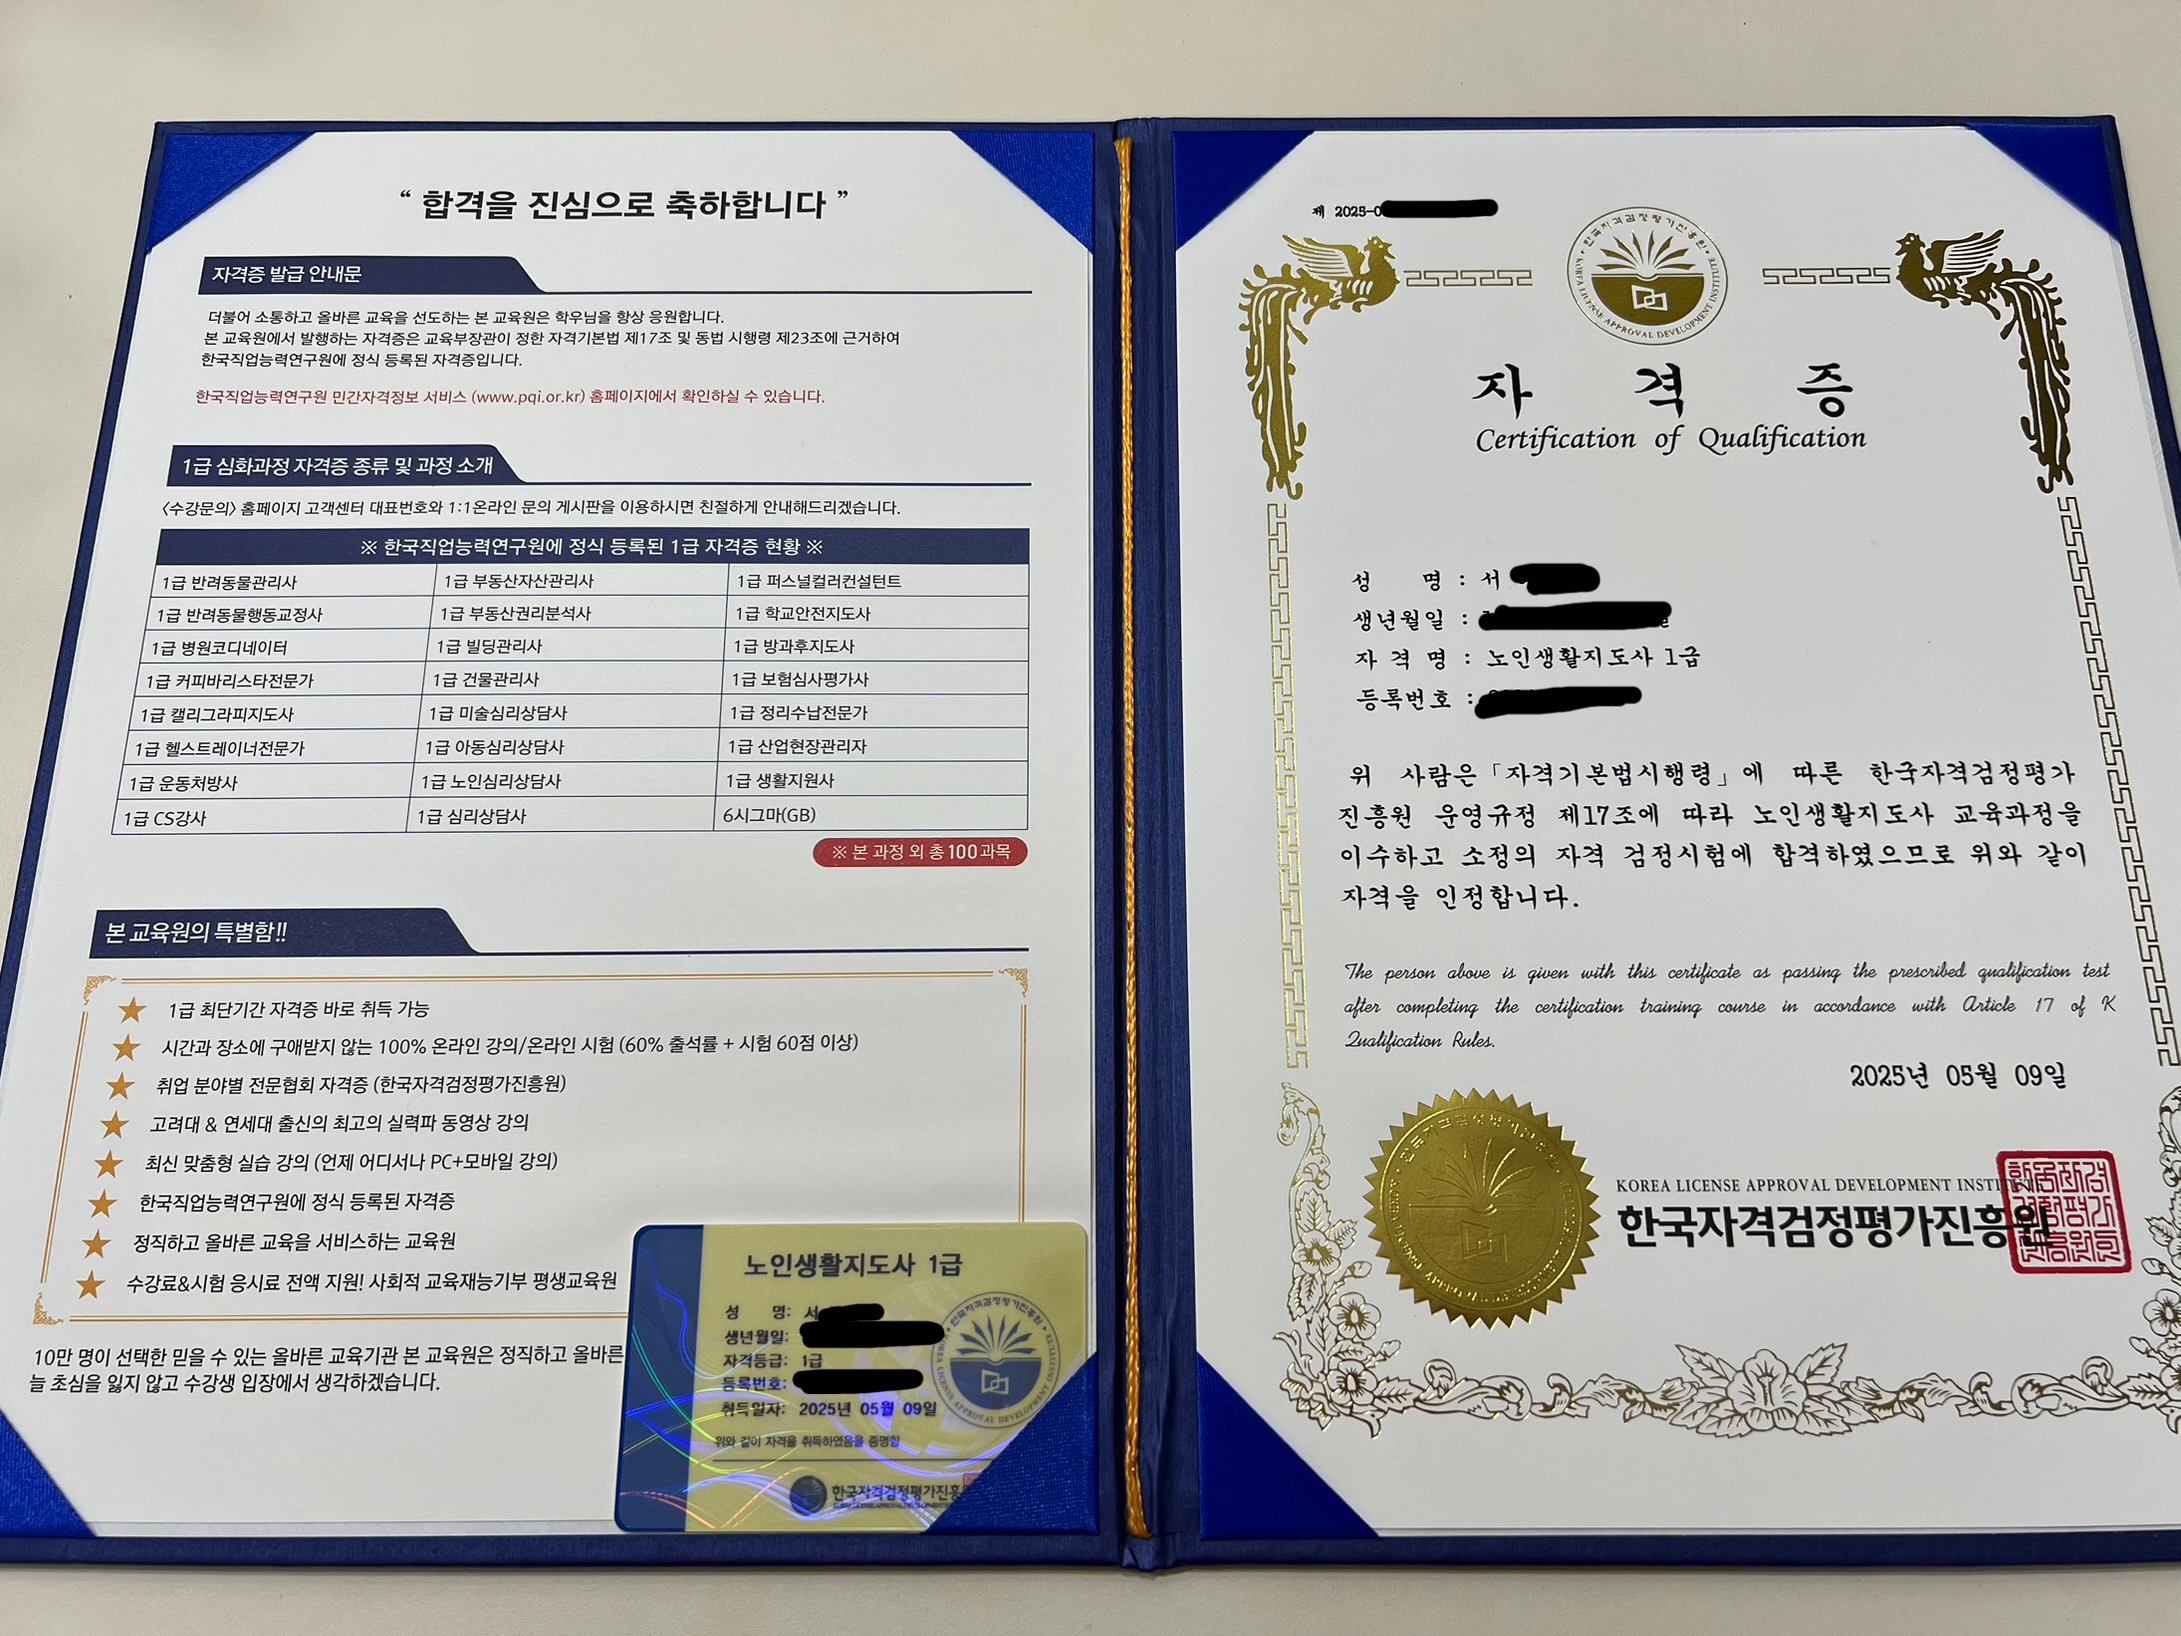 “ 합격을 진심으로 축하합니다 ”
자격증 발급 안내문
더불어 소통하고 올바른 교육을 선도하는 본 교육원은 학우님을 항상 응원합니다.
본 교육원에서 발행하는 자격증은 교육부장관이 정한 자격기본법 제17조 및 동법 시행령 제23조에 근거하여
한국직업능력연구원에 정식 등록된 자격증입니다.
한국직업능력연구원 민간자격정보 서비스 (www.pqi.or.kr) 홈페이지에서 확인하실 수 있습니다.
1급 심화과정 자격증 종류 및 과정 소개
<수강문의> 홈페이지 고객센터 대표번호와 1:1온라인 문의 게시판을 이용하시면 친절하게 안내해드리겠습니다.
※ 한국직업능력연구원에 정식 등록된 1급 자격증 현황 ※
1급 반려동물관리사 1급 부동산자산관리사 1급 퍼스널컬러컨설턴트
1급 반려동물행동교정사 1급 부동산권리분석사 1급 학교안전지도사
1급 병원코디네이터 1급 빌딩관리사 1급 방과후지도사
1급 커피바리스타전문가 1급 건물관리사 1급 보험심사평가사
1급 캘리그라피지도사 1급 미술심리상담사 1급 정리수납전문가
1급 헬스트레이너전문가 1급 아동심리상담사 1급 산업현장관리자
1급 운동처방사 1급 노인심리상담사 1급 생활지원사
1급 CS강사 1급 심리상담사 6시그마(GB)
※ 본 과정 외 총 100과목
본 교육원의 특별함!!
1급 최단기간 자격증 바로 취득 가능
시간과 장소에 구애받지 않는 100% 온라인 강의/온라인 시험 (60% 출석률 + 시험 60점 이상)
취업 분야별 전문협회 자격증 (한국자격검정평가진흥원)
고려대 & 연세대 출신의 최고의 실력파 동영상 강의
최신 맞춤형 실습 강의 (언제 어디서나 PC+모바일 강의)
한국직업능력연구원에 정식 등록된 자격증
정직하고 올바른 교육을 서비스하는 교육원
수강료&시험 응시료 전액 지원! 사회적 교육재능기부 평생교육원
10만 명이 선택한 믿을 수 있는 올바른 교육기관 본 교육원은 정직하고 올바른
늘 초심을 잃지 않고 수강생 입장에서 생각하겠습니다.
노인생활지도사 1급
성 명: 서
생년월일:
자격등급: 1급
등록번호:
취득일자: 2025년 05월 09일
위와 같이 자격을 취득하였음을 증명함
한국자격검정평가진흥
한국자격검정평가진흥원
KOREA LICENSE APPROVAL DEVELOPMENT INSTITUTE
제 2025-0
한국자격검정평가진흥원
KOREA LICENSE APPROVAL DEVELOPMENT INSTITUTE
자 격 증
Certification of Qualification
성 명 : 서
생년월일 :
자 격 명 : 노인생활지도사 1급
등록번호 :
위 사람은 「자격기본법시행령」에 따른 한국자격검정평가
진흥원 운영규정 제17조에 따라 노인생활지도사 교육과정을
이수하고 소정의 자격 검정시험에 합격하였으므로 위와 같이
자격을 인정합니다.
The person above is given with this certificate as passing the prescribed qualification test
after completing the certification training course in accordance with Article 17 of K
Qualification Rules.
2025년 05월 09일
KOREA LICENSE APPROVAL DEVELOPMENT INSTITUTE
한국자격검정평가진흥원